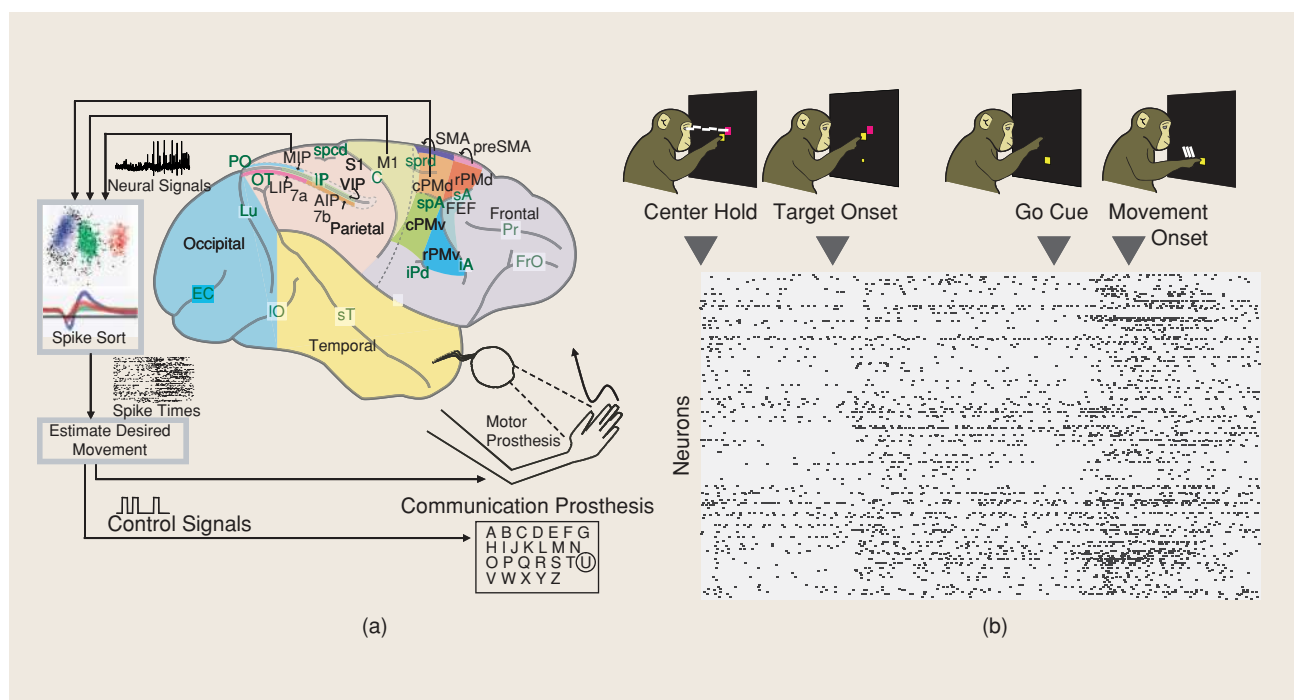 PO
MIP
spcd
S1
M1
sprd
SMA
preSMA
Neural Signals
OT
LIP
7a
iP
VIP
C
cPMd
rPMd
AIP
7b
spA
sA
FEF
Lu
Occipital
Parietal
cPMv
Frontal
Pr
rPMv
iPd
iA
FrO
EC
IO
sT
Temporal
Spike Sort
Spike Times
Estimate Desired
Movement
Motor
Prosthesis
Control Signals
Communication Prosthesis
A B C D E F G
H I J K L M N
O P Q R S T U
V W X Y Z
(a)
Center Hold
Target Onset
Go Cue
Movement
Onset
Neurons
(b)